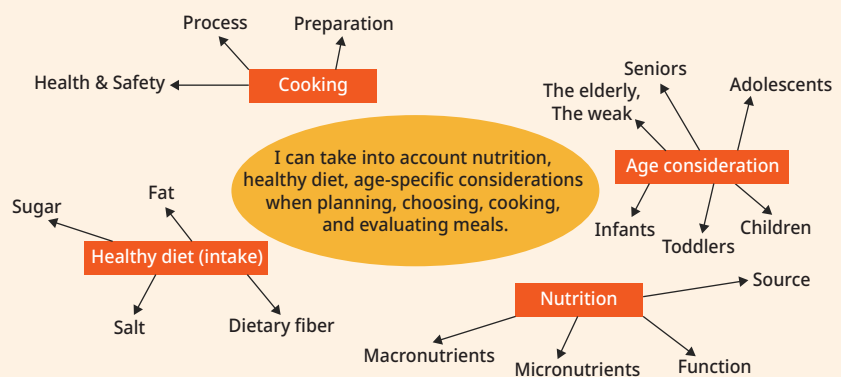 Process
Preparation
Health & Safety
Cooking
Seniors
The elderly,
The weak
Adolescents
Age consideration
Infants
Toddlers
Children
I can take into account nutrition,
healthy diet, age-specific considerations
when planning, choosing, cooking,
and evaluating meals.
Sugar
Fat
Healthy diet (intake)
Salt
Dietary fiber
Nutrition
Source
Macronutrients
Micronutrients
Function